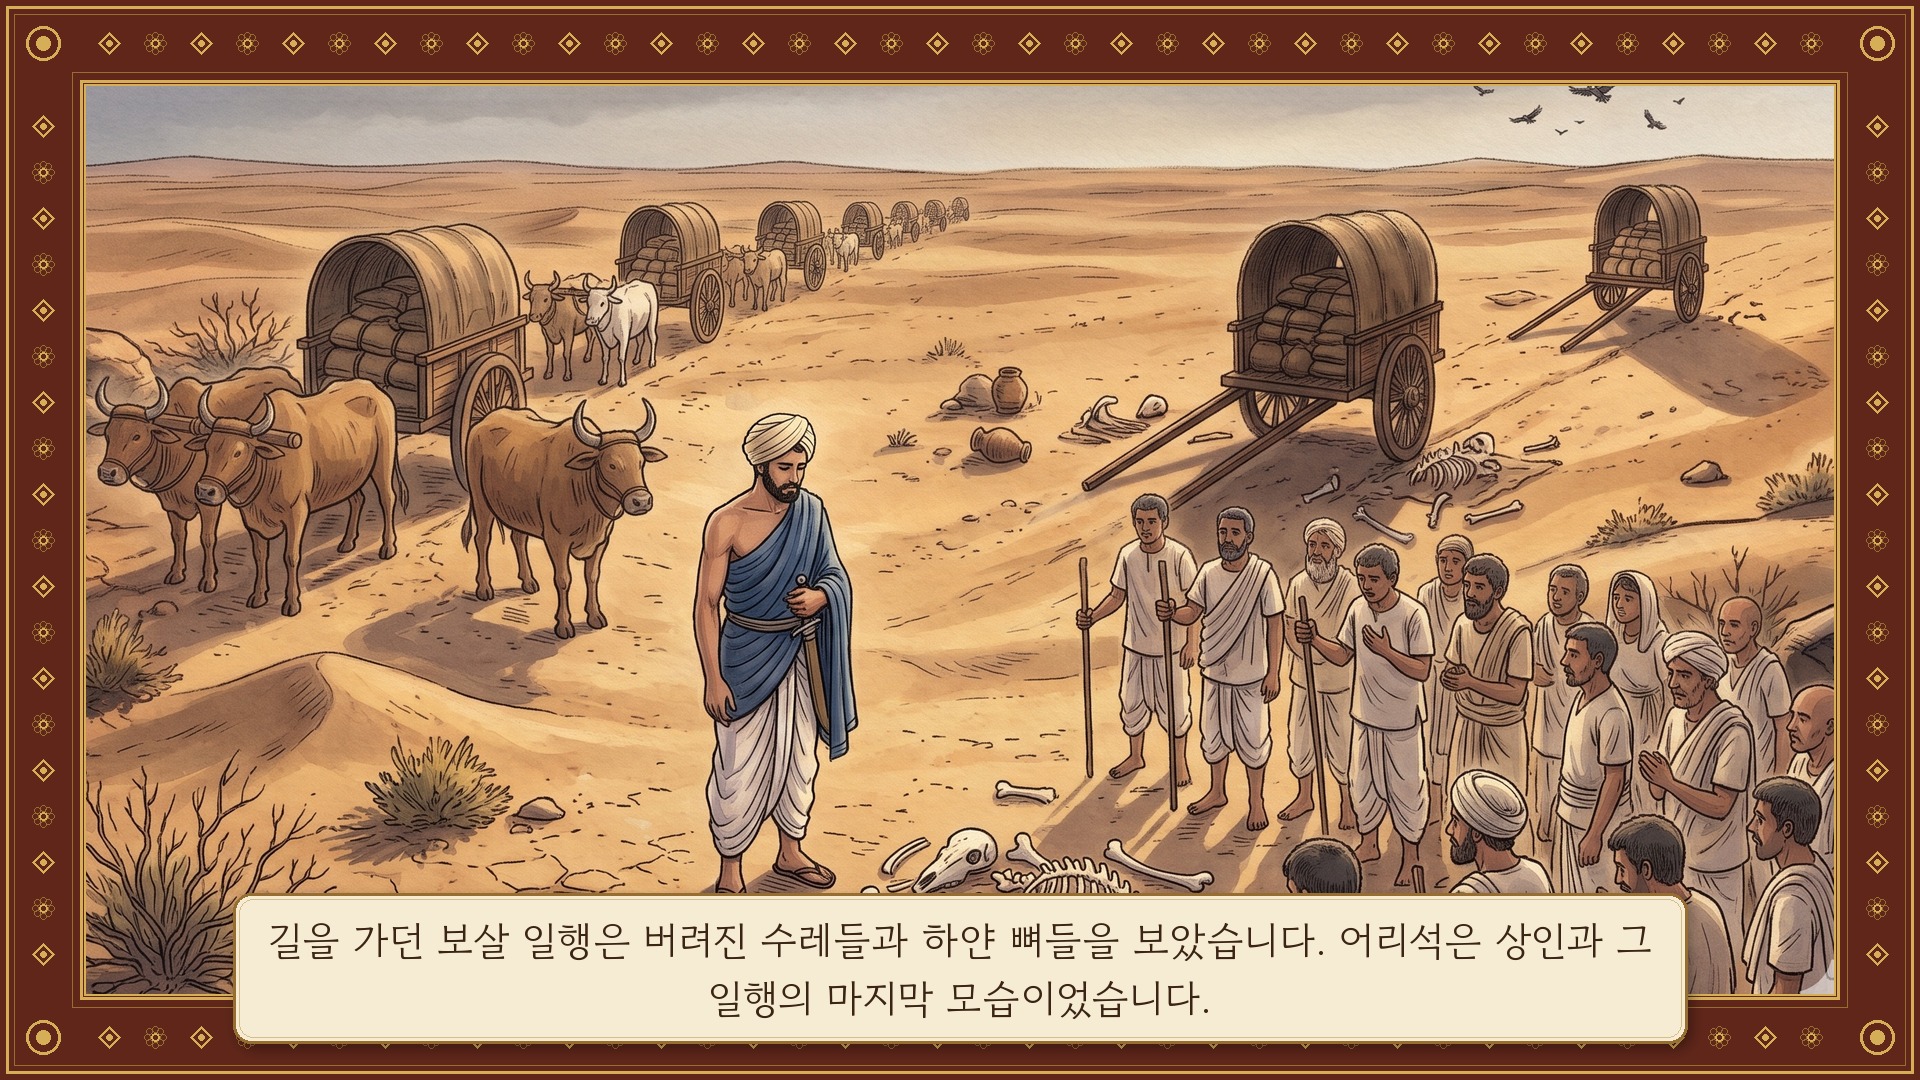 길을 가던 보살 일행은 버려진 수레들과 하얀 뼈들을 보았습니다. 어리석은 상인과 그
일행의 마지막 모습이었습니다.